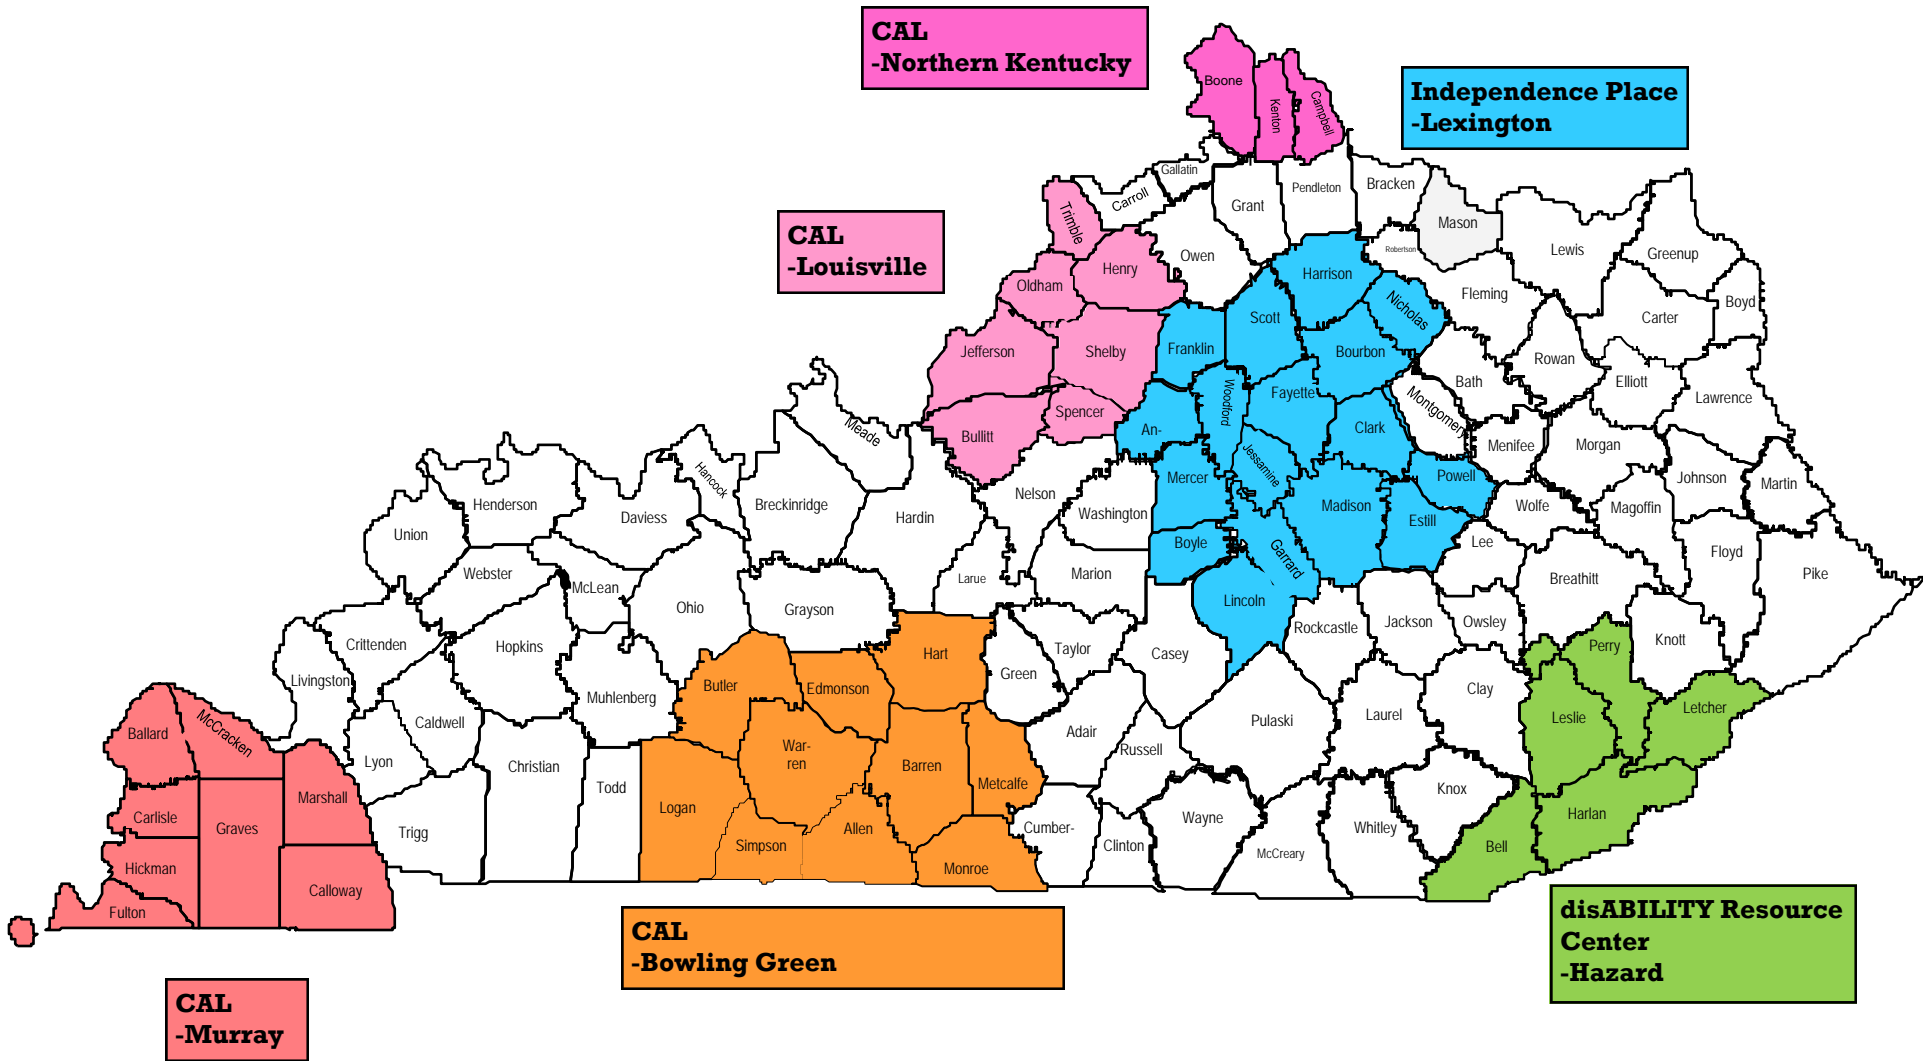 CAL
-Northern Kentucky
Independence Place
-Lexington
CAL
-Louisville
Boone
Kenton
Campbell
Gallatin
Carroll
Trimble
Grant
Pendleton
Bracken
Mason
Robertson
Lewis
Greenup
Owen
Henry
Oldham
Harrison
Nicholas
Fleming
Carter
Boyd
Scott
Franklin
Bourbon
Rowan
Jefferson
Shelby
Elliott
Bath
Lawrence
Woodford
Fayette
Montgomery
Spencer
Bullitt
An-
Clark
Menifee
Morgan
Meade
Jessamine
Powell
Johnson
Martin
Hancock
Mercer
Nelson
Washington
Madison
Estill
Wolfe
Magoffin
Henderson
Daviess
Breckinridge
Hardin
Union
Boyle
Garrard
Lee
Floyd
Pike
Webster
McLean
Larue
Marion
Breathitt
Ohio
Grayson
Lincoln
Rockcastle
Jackson
Owsley
Knott
Crittenden
Hopkins
Hart
Taylor
Casey
Perry
Livingston
Butler
Edmonson
Green
Clay
Muhlenberg
Leslie
Letcher
Ballard
McCracken
Caldwell
Lyon
Christian
Todd
War-
ren
Barren
Metcalfe
Adair
Russell
Pulaski
Laurel
Knox
Marshall
Carlisle
Graves
Trigg
Logan
Simpson
Allen
Monroe
Cumber-
Clinton
Wayne
McCreary
Whitley
Bell
Harlan
Hickman
Calloway
Fulton
disABILITY Resource
Center
-Hazard
CAL
-Bowling Green
CAL
-Murray